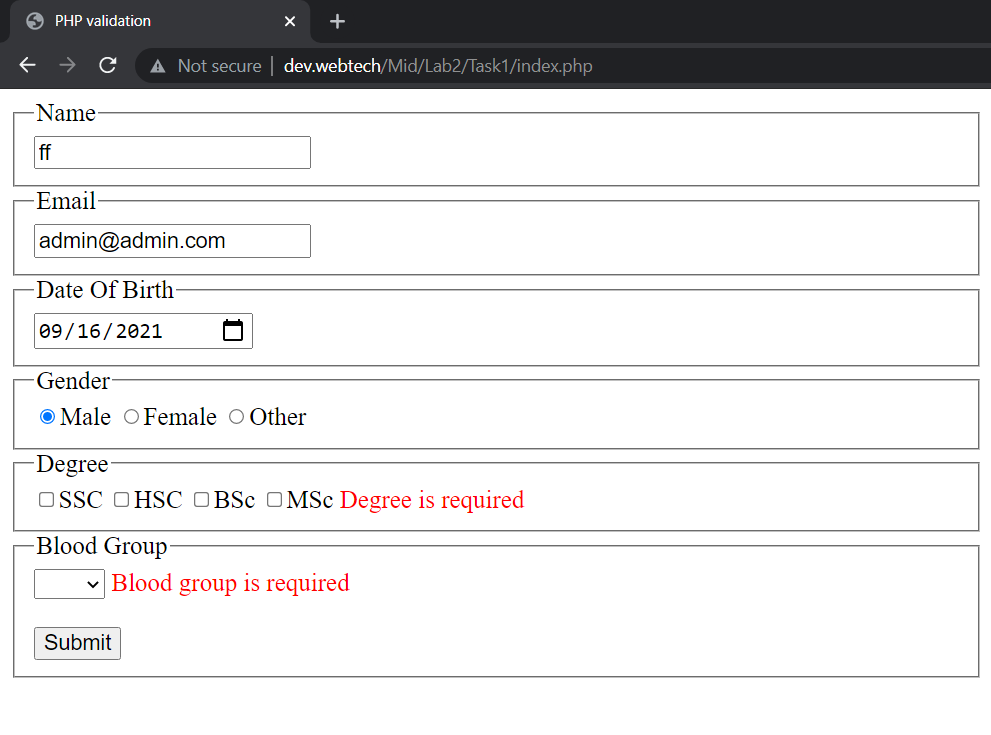 PHP validation
Not secure | dev.webtech/Mid/Lab2/Task1/index.php
Name
ff
Email
admin@admin.com
Date Of Birth
09/16/2021
Gender
Male Female Other
Degree
SSC HSC BSc MSc Degree is required
Blood Group
Blood group is required
Submit